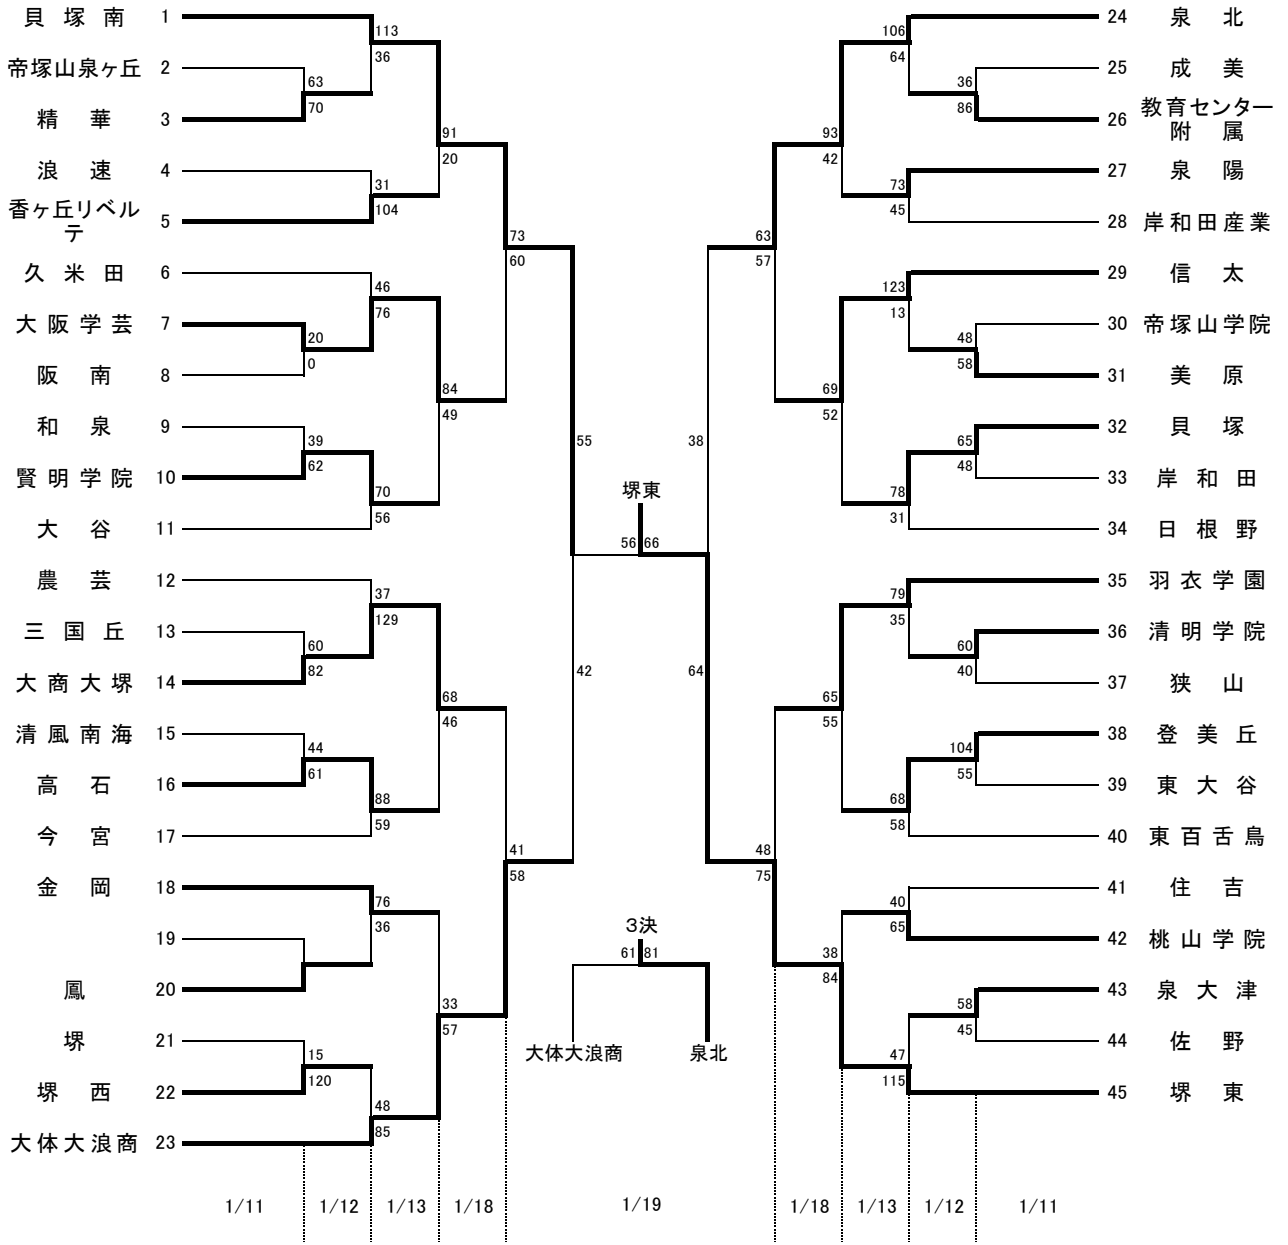 貝塚南 1
帝塚山泉ヶ丘 2
精華 3
浪速 4
香ヶ丘リベル
テ
5
久米田 6
大阪学芸 7
阪南 8
和泉 9
賢明学院 10
大谷 11
農芸 12
三国丘 13
大商大堺 14
清風南海 15
高石 16
今宮 17
金岡 18
19
鳳 20
堺 21
堺西 22
大体大浪商 23
63
70
20
0
39
62
60
82
44
61
15
120
113
36
31
104
46
76
70
56
37
129
88
59
76
36
48
85
91
20
84
49
68
46
33
57
73
60
41
58
55
42
堺東
56 66
38
64
3決
61 81
大体大浪商 泉北
63
57
48
75
93
42
69
52
65
55
38
84
106
64
73
45
123
13
78
31
79
35
68
58
40
65
47
115
36
86
48
58
65
48
60
40
104
55
58
45
24 泉北
25 成美
26 教育センター
附属
27 泉陽
28 岸和田産業
29 信太
30 帝塚山学院
31 美原
32 貝塚
33 岸和田
34 日根野
35 羽衣学園
36 清明学院
37 狭山
38 登美丘
39 東大谷
40 東百舌鳥
41 住吉
42 桃山学院
43 泉大津
44 佐野
45 堺東
1/11 1/12 1/13 1/18 1/19 1/18 1/13 1/12 1/11